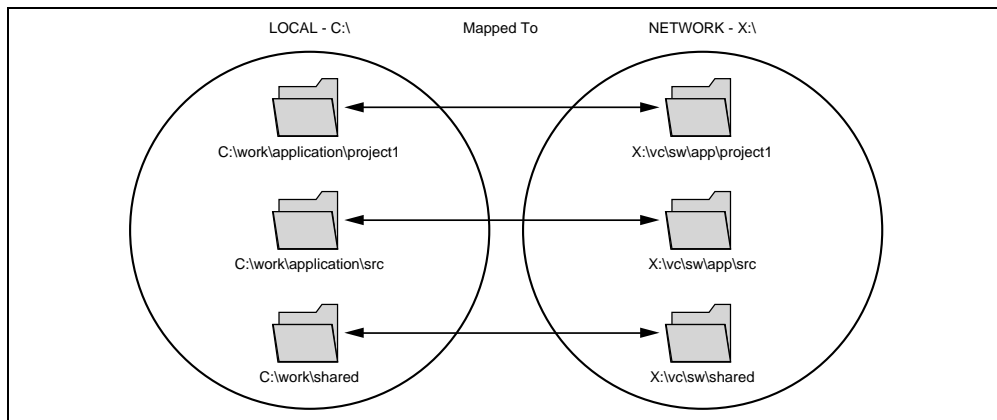 LOCAL - C:\ Mapped To NETWORK - X:\
C:\work\application\project1 X:\vc\sw\app\project1
C:\work\application\src X:\vc\sw\app\src
C:\work\shared X:\vc\sw\shared